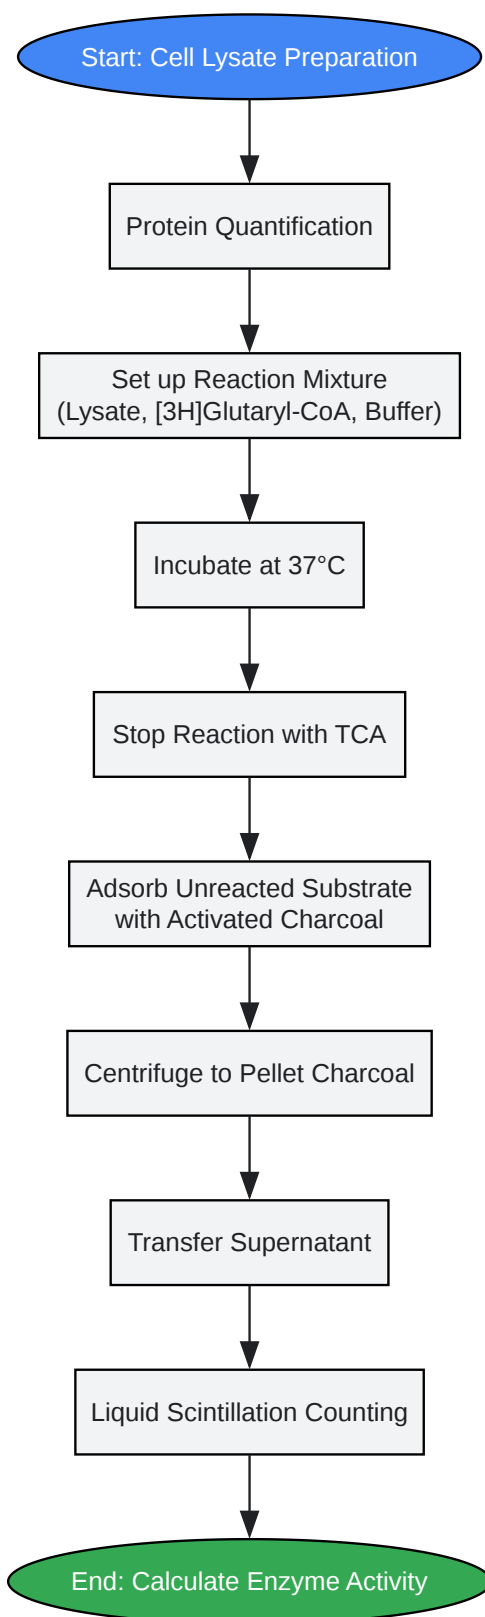 Start: Cell Lysate Preparation
Protein Quantification
Set up Reaction Mixture
(Lysate, [3H]Glutaryl-CoA, Buffer)
Incubate at 37°C
Stop Reaction with TCA
Adsorb Unreacted Substrate
with Activated Charcoal
Centrifuge to Pellet Charcoal
Transfer Supernatant
Liquid Scintillation Counting
End: Calculate Enzyme Activity